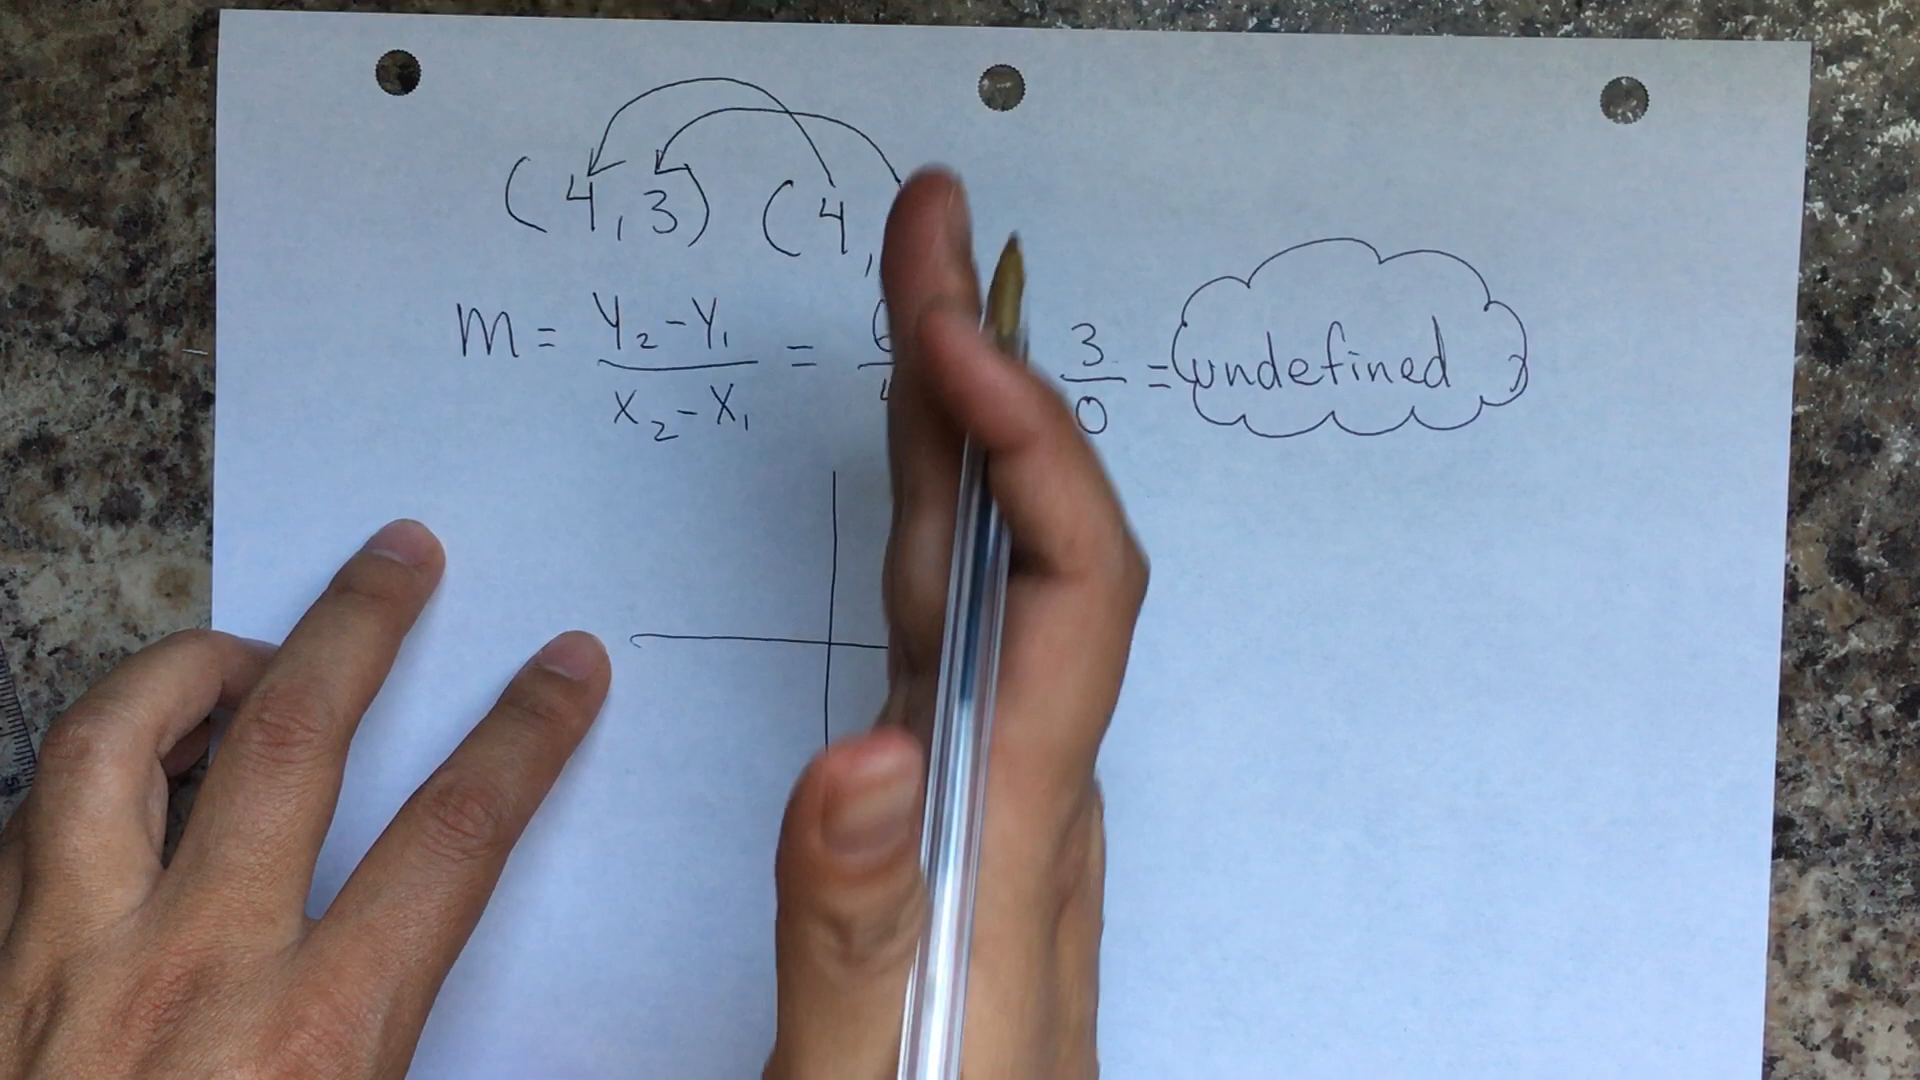 (4,3) (4,
m = Y₂-Y₁ / X₂-X₁ = 3/0 = undefined